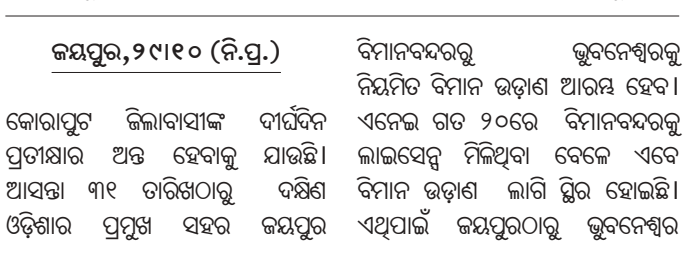 ଜୟପୁର,୨୯।୧୦ (ନି.ପ୍ର.)
କୋରାପୁଟ ଜିଲାବାସୀଙ୍କ ଦୀର୍ଘଦିନ
ପ୍ରତୀକ୍ଷାର ଅନ୍ତ ହେବାକୁ ଯାଉଛି।
ଆସନ୍ତା ୩୧ ତାରିଖଠାରୁ ଦକ୍ଷିଣ
ଓଡ଼ିଶାର ପ୍ରମୁଖ ସହର ଜୟପୁର
ବିମାନବନ୍ଦରରୁ ଭୁବନେଶ୍ୱରକୁ
ନିୟମିତ ବିମାନ ଉଡ଼ାଣ ଆରମ୍ଭ ହେବ।
ଏନେଇ ଗତ ୨୦ରେ ବିମାନବନ୍ଦରକୁ
ଲାଇସେନ୍ସ ମିଳିଥିବା ବେଳେ ଏବେ
ବିମାନ ଉଡ଼ାଣ ଲାଗି ସ୍ଥିର ହୋଇଛି।
ଏଥିପାଇଁ ଜୟପୁରଠାରୁ ଭୁବନେଶ୍ୱର